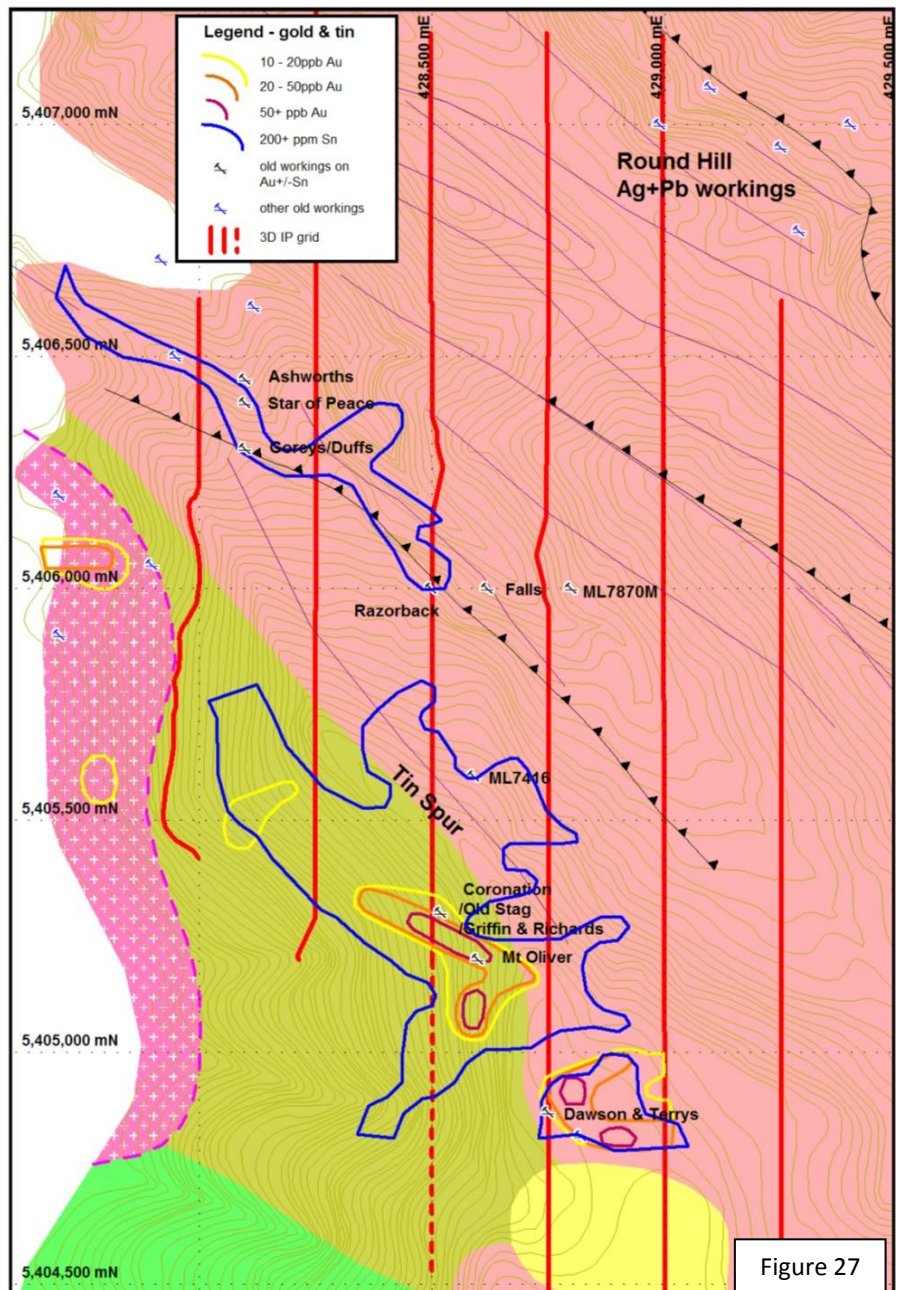 Legend - gold & tin
10 - 20ppb Au
20 - 50ppb Au
50+ ppb Au
200+ ppm Sn
old workings on
Au+/-Sn
other old workings
3D IP grid
428,500 mE
429,000 mE
429,500 mE
5,407,000 mN
Round Hill
Ag+Pb workings
5,406,500 mN
Ashworths
Star of Peace
Goreys/Duffs
5,406,000 mN
Falls
ML7870M
Razorback
ML7416
Tin Spur
5,405,500 mN
Coronation
/Old Stag
/Griffin & Richards
Mt Oliver
5,405,000 mN
Dawson & Terrys
5,404,500 mN
Figure 27